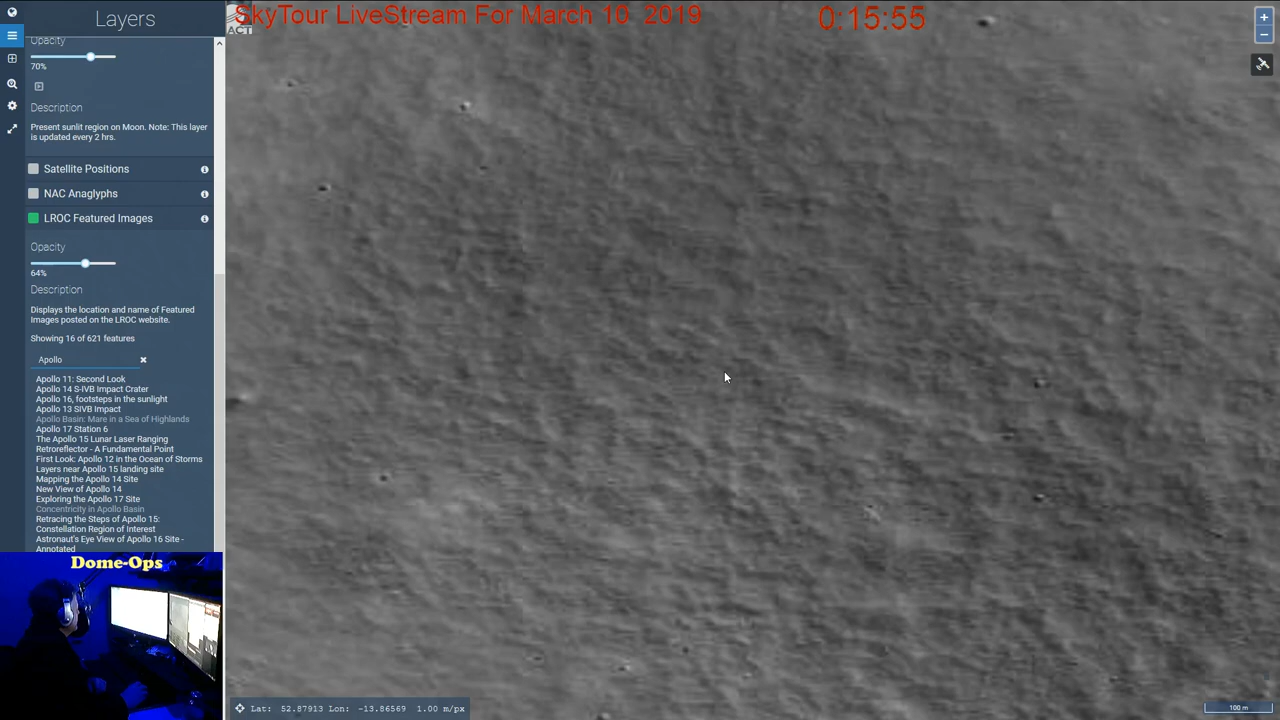 Layers
SkyTour LiveStream For March 10 2019
0:15:55
ACT
+
−
Opacity
70%
Description
Present sunlit region on Moon. Note: This layer
is updated every 2 hrs.
Satellite Positions
NAC Anaglyphs
LROC Featured Images
Opacity
64%
Description
Displays the location and name of Featured
Images posted on the LROC website.
Showing 16 of 621 features
Apollo
Apollo 11: Second Look
Apollo 14 S-IVB Impact Crater
Apollo 16, footsteps in the sunlight
Apollo 13 SIVB Impact
Apollo Basin: Mare in a Sea of Highlands
Apollo 17 Station 6
The Apollo 15 Lunar Laser Ranging
Retroreflector - A Fundamental Point
First Look: Apollo 12 in the Ocean of Storms
Layers near Apollo 15 landing site
Mapping the Apollo 14 Site
New View of Apollo 14
Exploring the Apollo 17 Site
Concentricity in Apollo Basin
Retracing the Steps of Apollo 15:
Constellation Region of Interest
Astronaut's Eye View of Apollo 16 Site -
Annotated
Dome-Ops
Lat: 52.87913 Lon: -13.86569 1.00 m/px
100 m